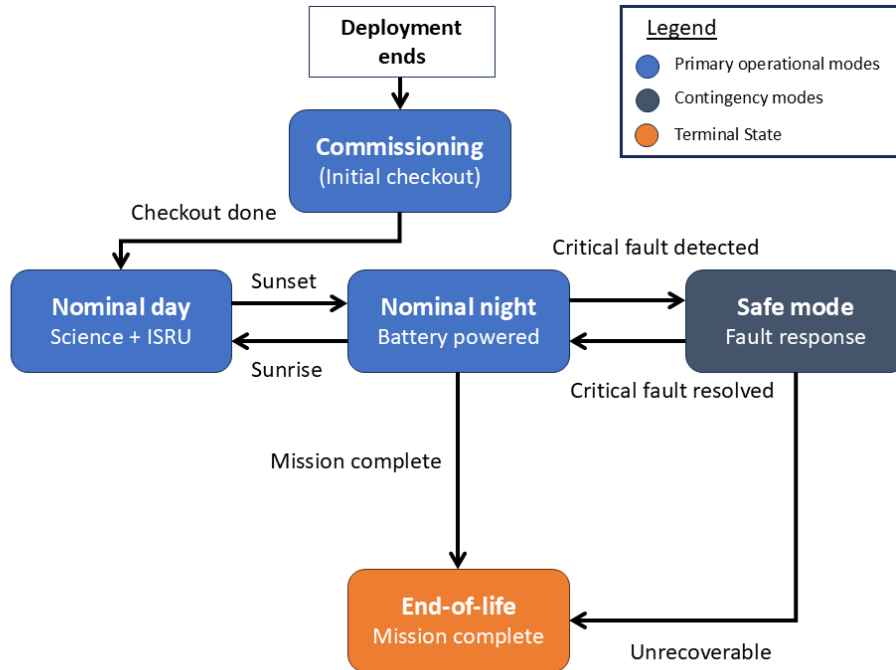 Deployment
ends
Legend
Primary operational modes
Contingency modes
Terminal State
Commissioning
(Initial checkout)
Checkout done
Critical fault detected
Nominal day
Science + ISRU
Sunset
Sunrise
Nominal night
Battery powered
Safe mode
Fault response
Critical fault resolved
Mission complete
End-of-life
Mission complete
Unrecoverable